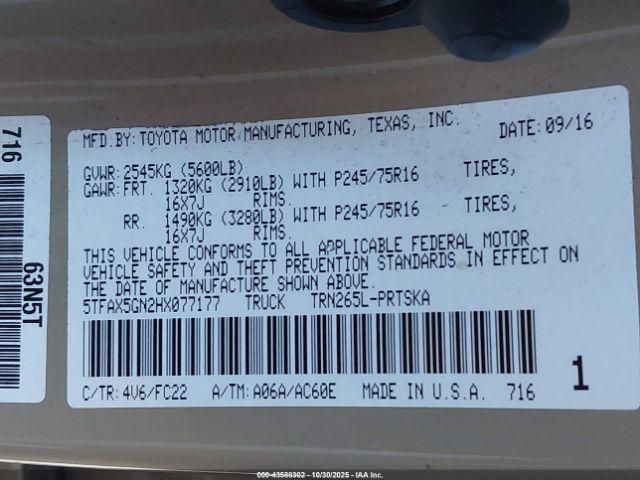 MFD.BY:TOYOTA MOTOR MANUFACTURING, TEXAS, INC. DATE:09/16
GVWR:2545KG (5600LB)
GAWR:FRT. 1320KG (2910LB) WITH P245/75R16 TIRES,
16X7J RIMS.
RR. 1490KG (3280LB) WITH P245/75R16 TIRES,
16X7J RIMS.
THIS VEHICLE CONFORMS TO ALL APPLICABLE FEDERAL MOTOR
VEHICLE SAFETY AND THEFT PREVENTION STANDARDS IN EFFECT ON
THE DATE OF MANUFACTURE SHOWN ABOVE.
5TFAX5GN2HX077177 TRUCK TRN265L-PRTSKA
C/TR:4V6/FC22 A/TM:A06A/AC60E MADE IN U.S.A. 716
1
716
63N5T
000-43588302 - 10/30/2025 - IAA Inc.